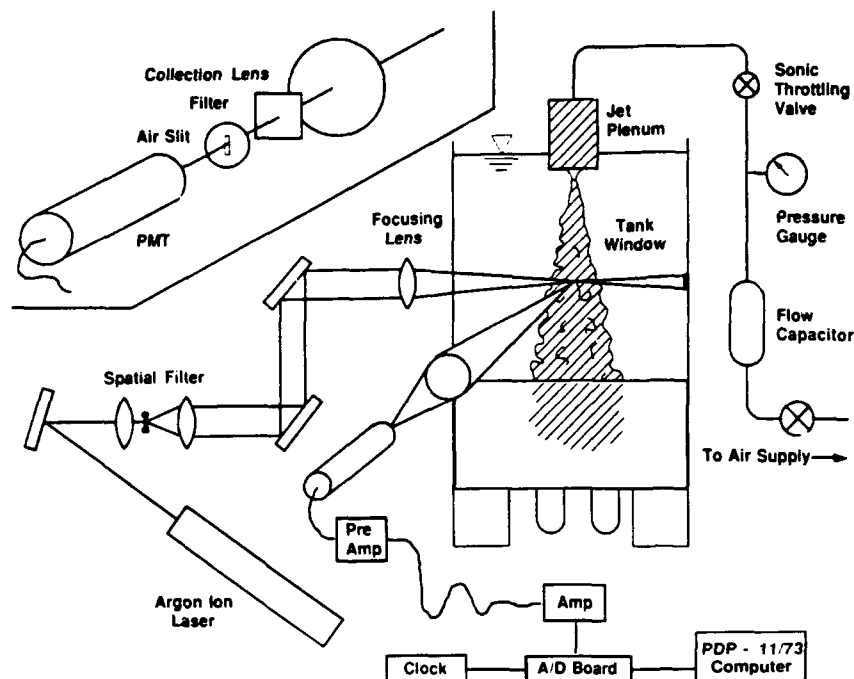 Collection Lens
Filter
Air Slit
PMT
Jet
Plenum
Sonic
Throttling
Valve
Focusing
Lens
Tank
Window
Pressure
Gauge
Flow
Capacitor
Spatial Filter
To Air Supply
Pre
Amp
Argon Ion
Laser
Amp
Clock
A/D Board
PDP - 11/73
Computer